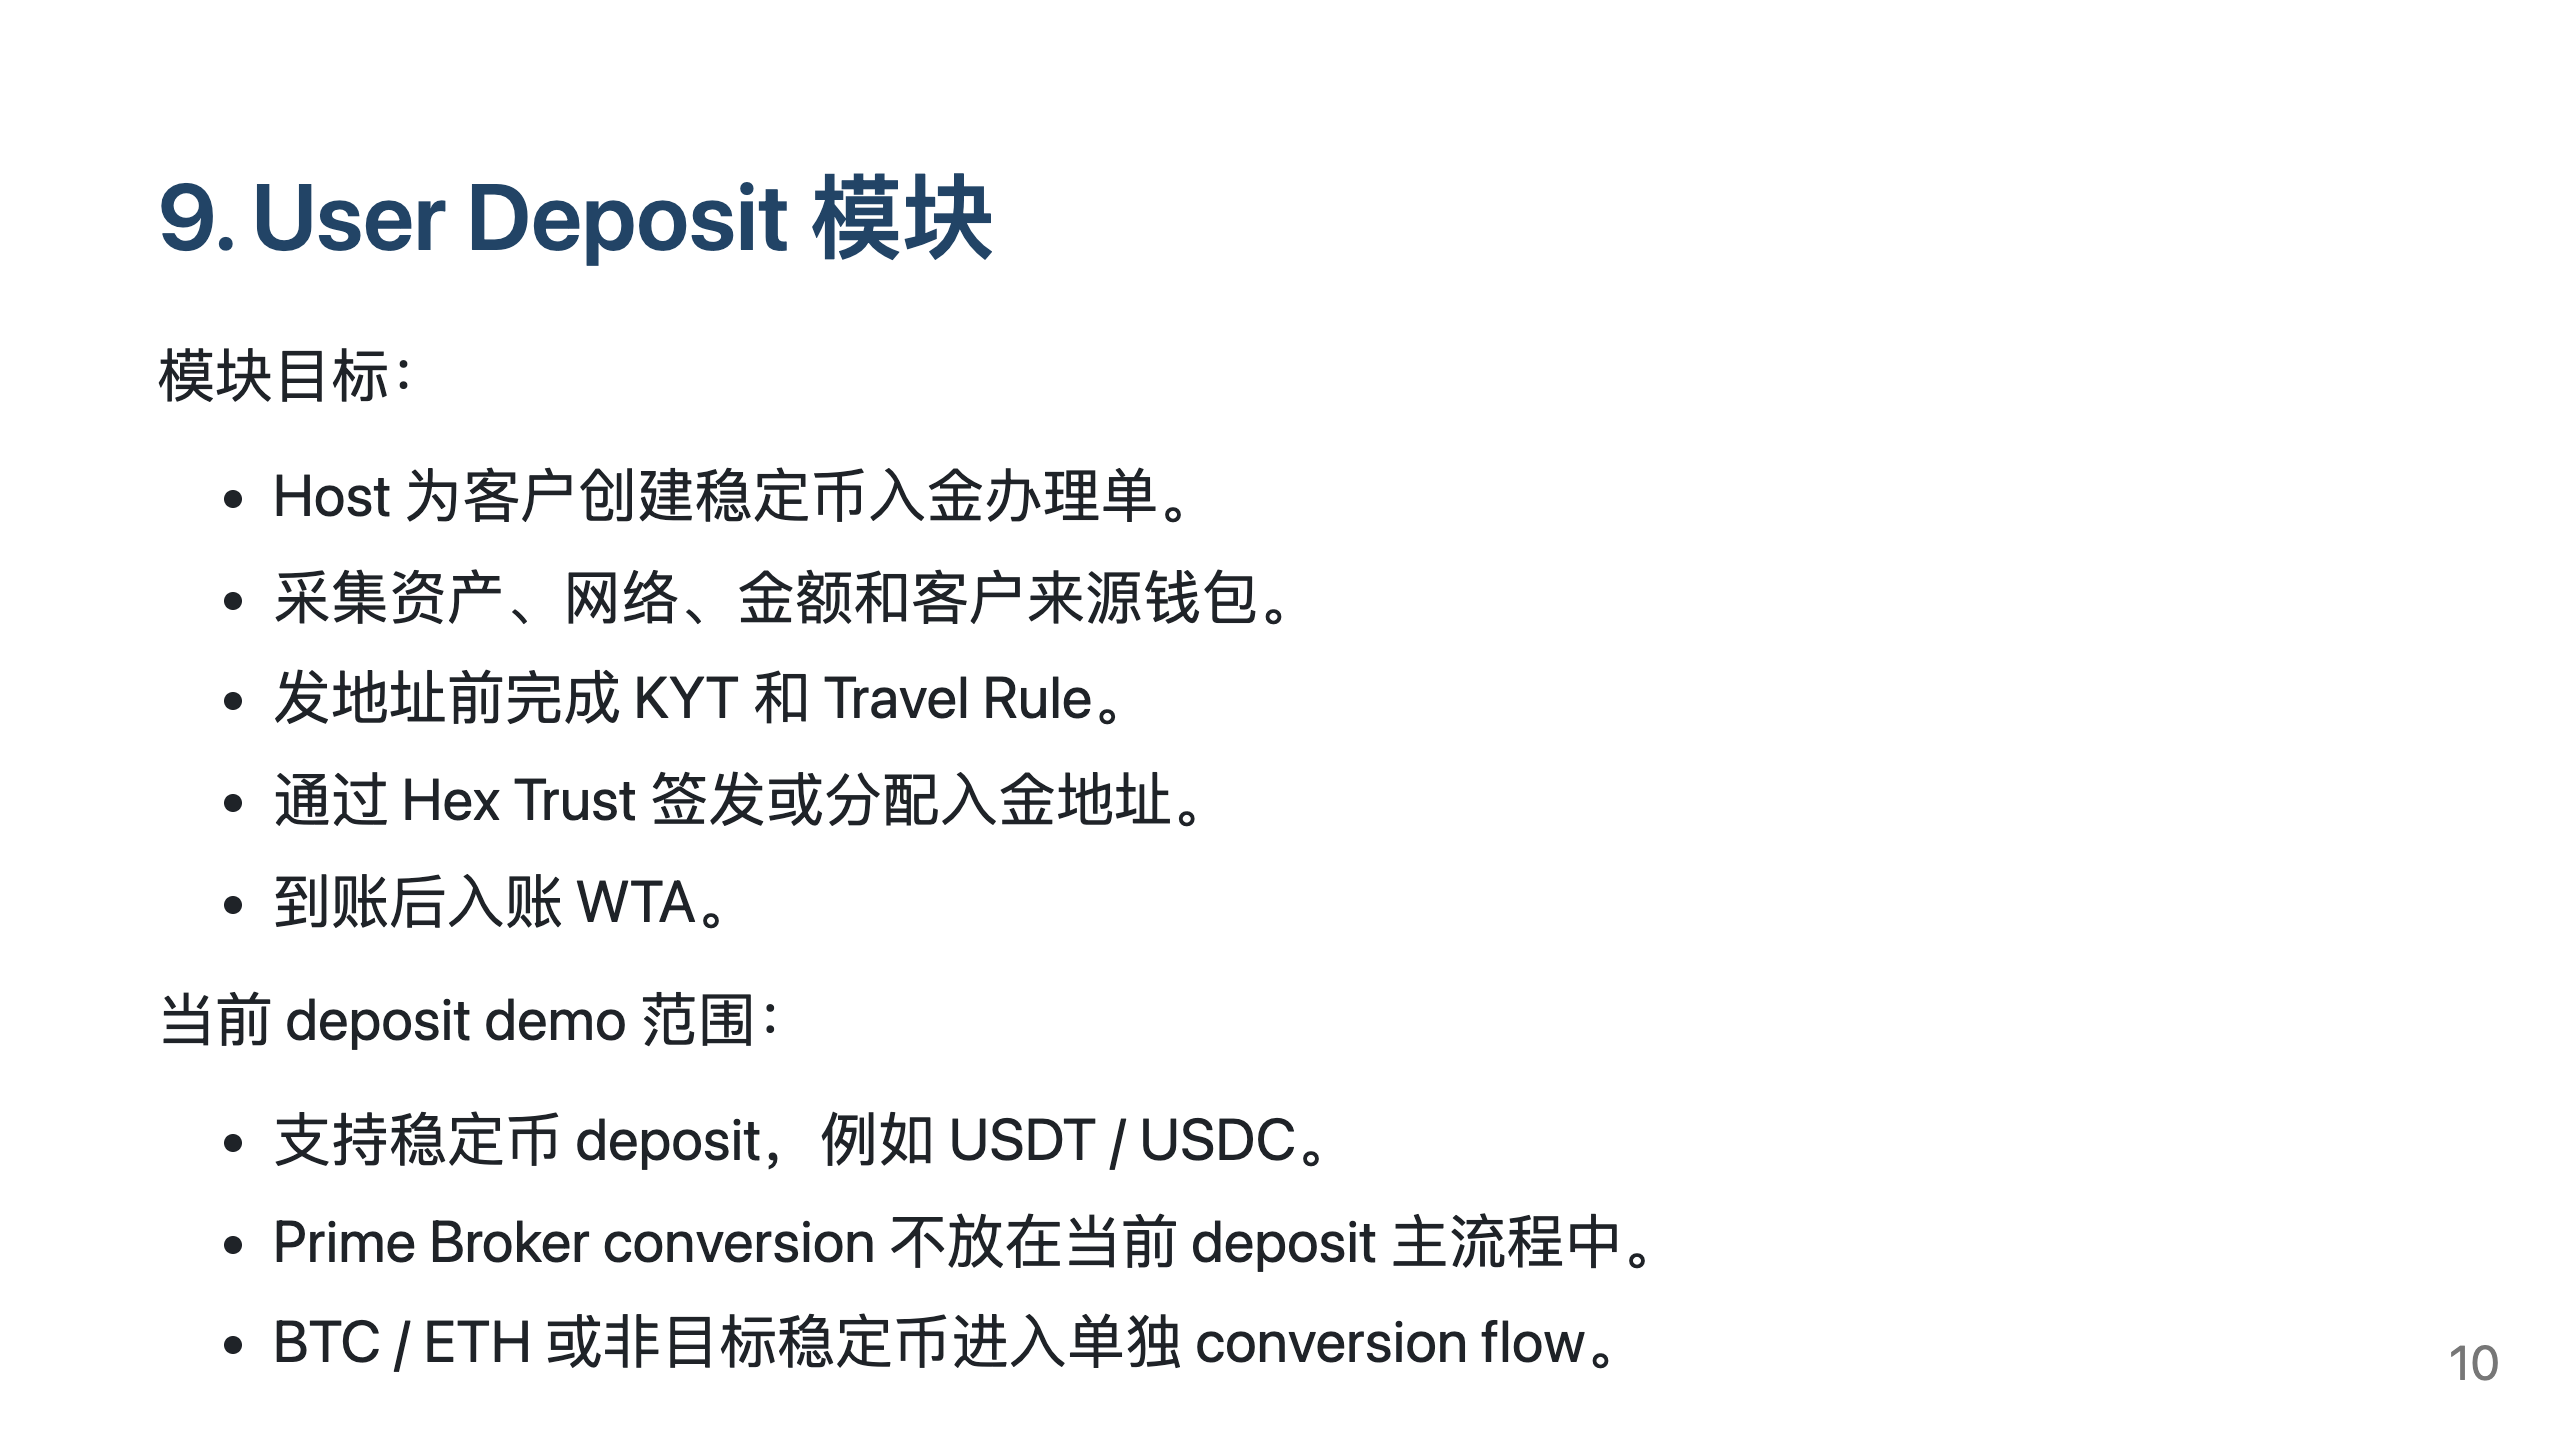 9. User Deposit 模块
模块目标：
• Host 为客户创建稳定币入金办理单。
• 采集资产、网络、金额和客户来源钱包。
• 发地址前完成 KYT 和 Travel Rule。
• 通过 Hex Trust 签发或分配入金地址。
• 到账后入账 WTA。
当前 deposit demo 范围：
• 支持稳定币 deposit，例如 USDT / USDC。
• Prime Broker conversion 不放在当前 deposit 主流程中。
• BTC / ETH 或非目标稳定币进入单独 conversion flow。
10